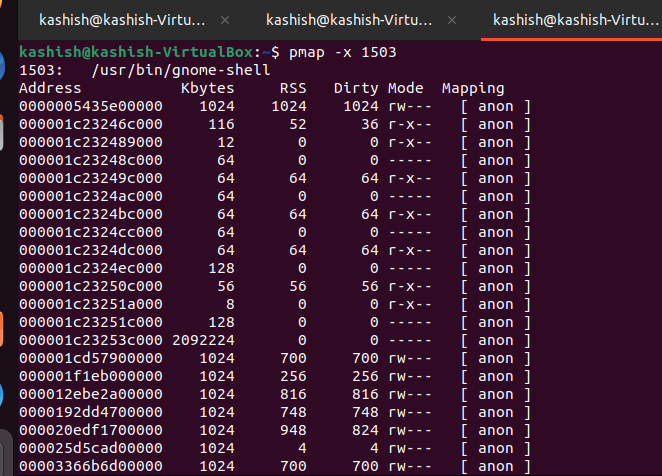 kashish@kashish-Virtu... × kashish@kashish-Virtu... × kashish@kashish-Virtu...
kashish@kashish-VirtualBox:~$ pmap -x 1503
1503:   /usr/bin/gnome-shell
Address           Kbytes     RSS   Dirty Mode  Mapping
0000005435e00000    1024    1024    1024 rw---   [ anon ]
000001c23246c000     116      52      36 r-x--   [ anon ]
000001c232489000      12       0       0 r-x--   [ anon ]
000001c23248c000      64       0       0 -----   [ anon ]
000001c23249c000      64      64      64 r-x--   [ anon ]
000001c2324ac000      64       0       0 -----   [ anon ]
000001c2324bc000      64      64      64 r-x--   [ anon ]
000001c2324cc000      64       0       0 -----   [ anon ]
000001c2324dc000      64      64      64 r-x--   [ anon ]
000001c2324ec000     128       0       0 -----   [ anon ]
000001c23250c000      56      56      56 r-x--   [ anon ]
000001c23251a000       8       0       0 r-x--   [ anon ]
000001c23251c000     128       0       0 -----   [ anon ]
000001c23253c000 2092224       0       0 -----   [ anon ]
000001cd57900000    1024     700     700 rw---   [ anon ]
000001f1eb000000    1024     256     256 rw---   [ anon ]
000012ebe2a00000    1024     816     816 rw---   [ anon ]
0000192dd4700000    1024     748     748 rw---   [ anon ]
000020edf1700000    1024     948     824 rw---   [ anon ]
000025d5cad00000    1024       4       4 rw---   [ anon ]
00003366b6d00000    1024     700     700 rw---   [ anon ]